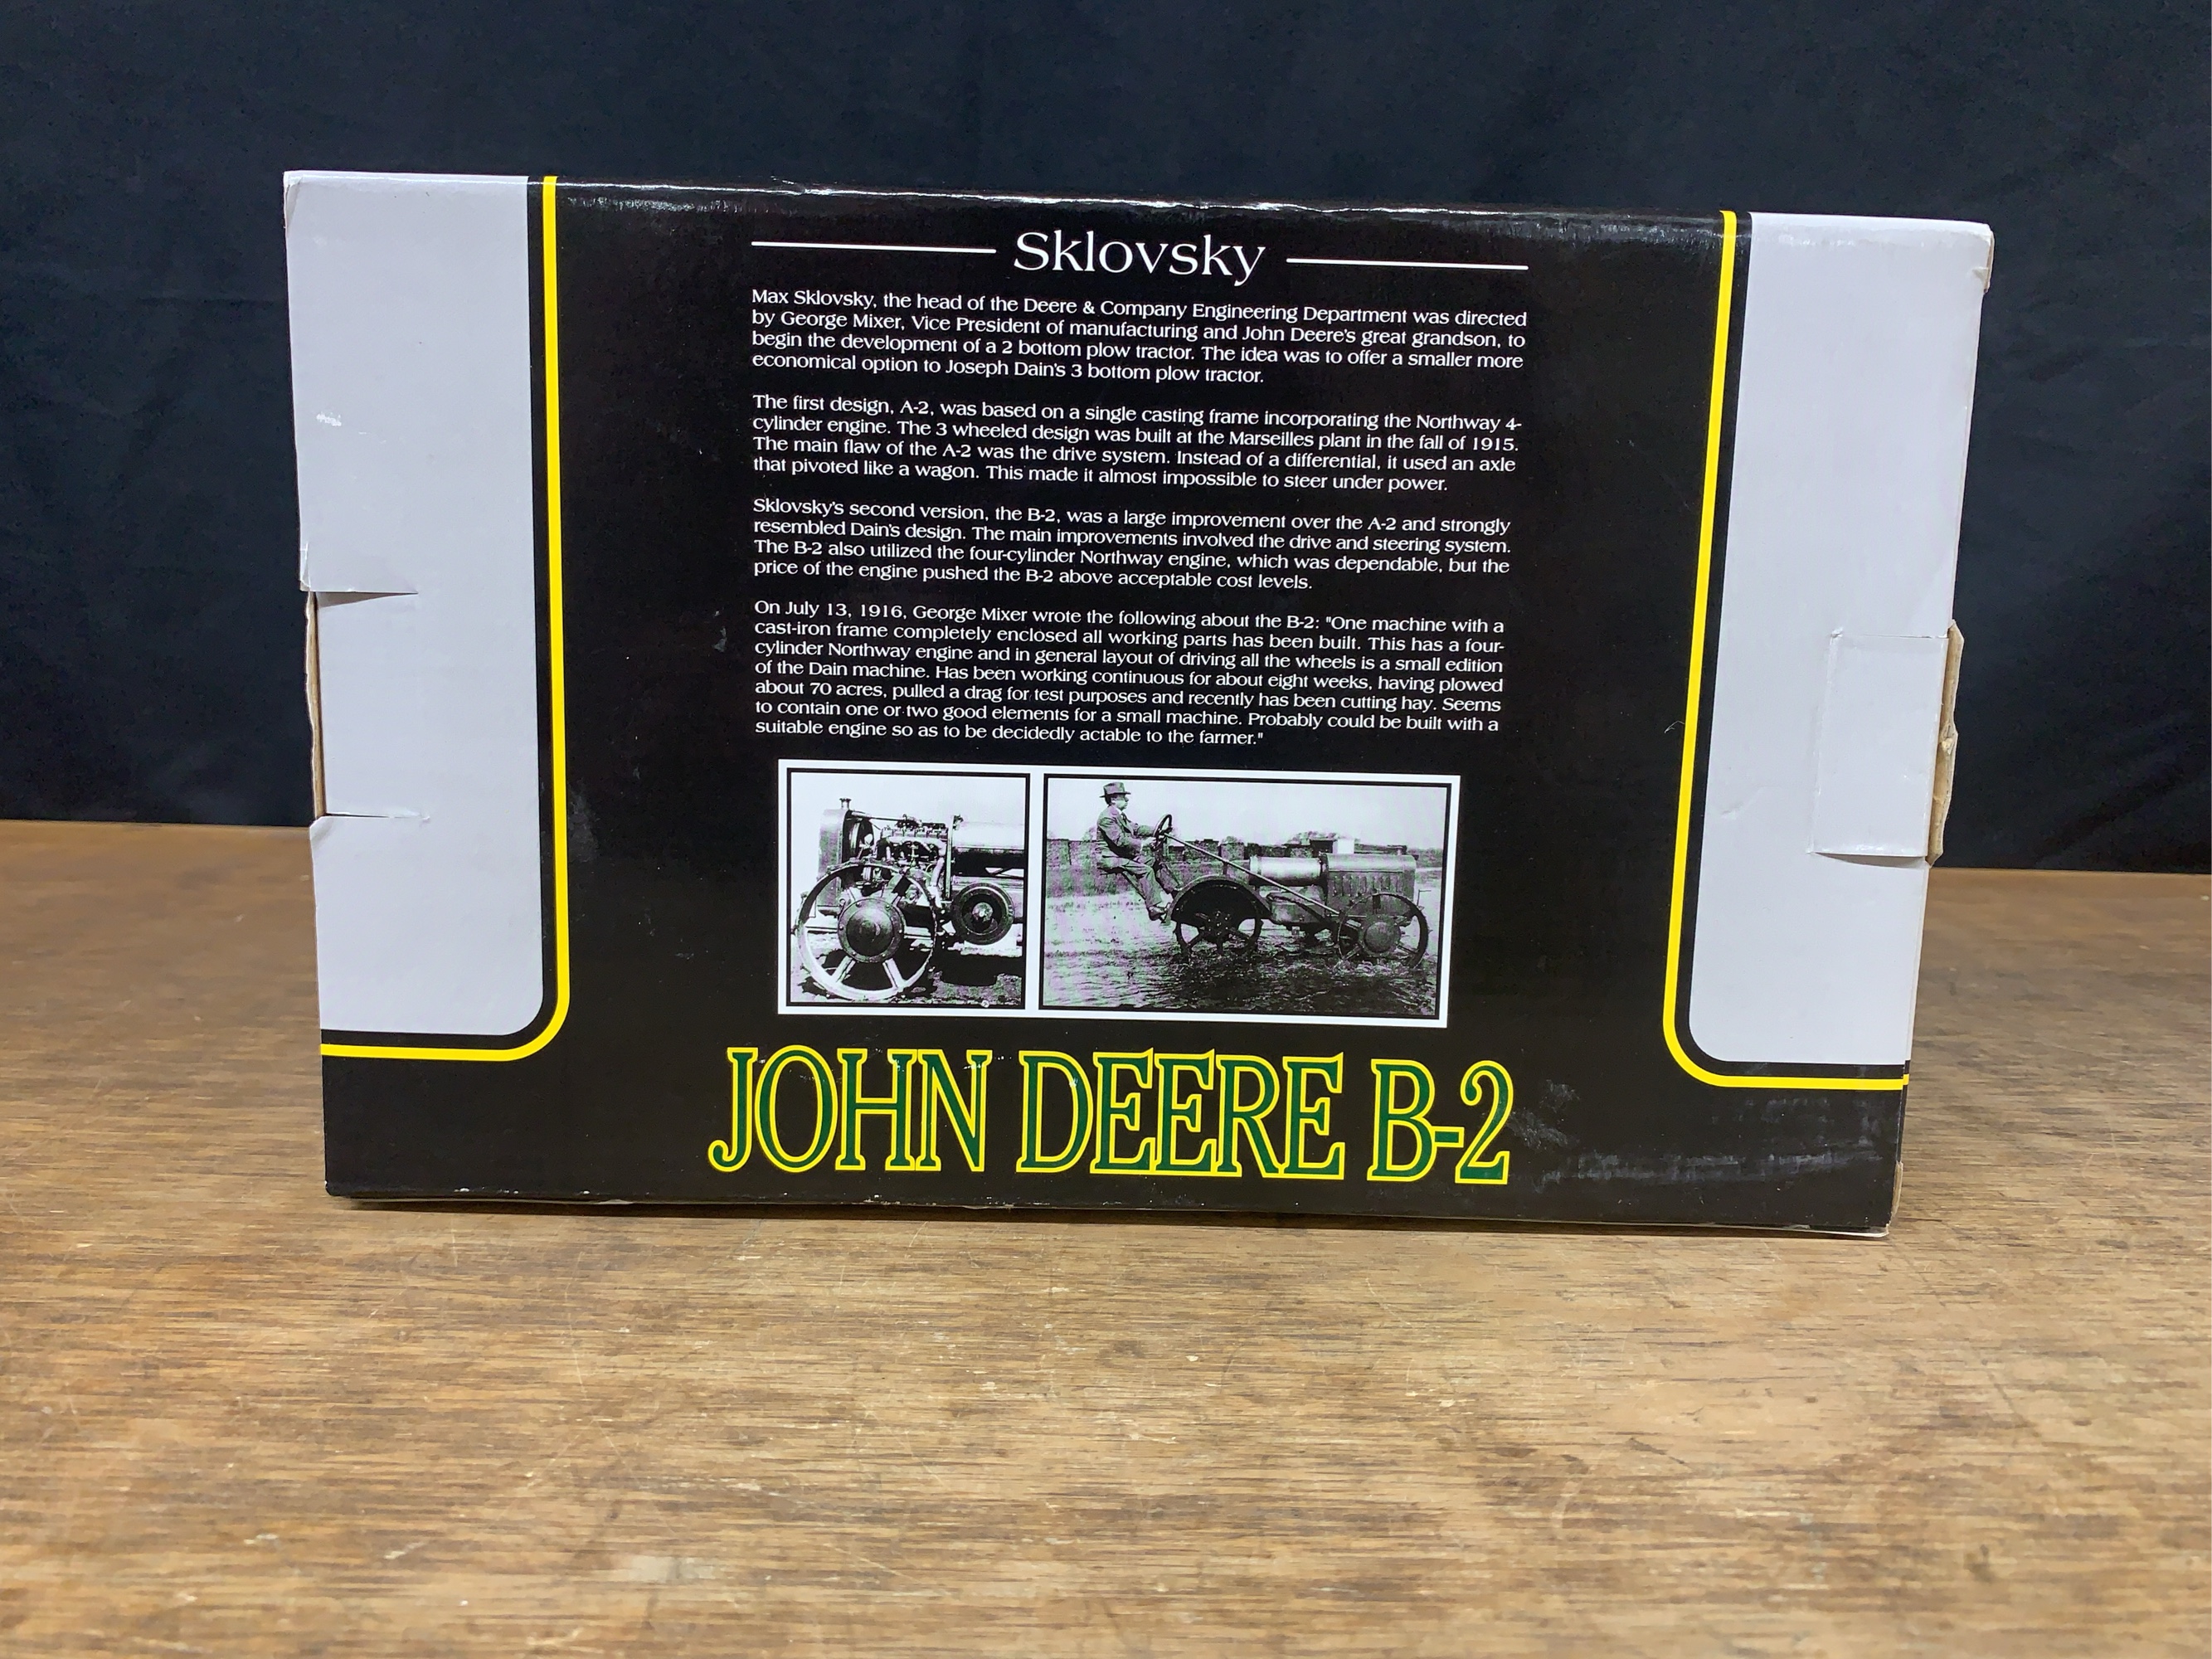 Sklovsky
Max Sklovsky, the head of the Deere & Company Engineering Department was directed
by George Mixer, Vice President of manufacturing and John Deere's great grandson, to
begin the development of a 2 bottom plow tractor. The idea was to offer a smaller more
economical option to Joseph Dain's 3 bottom plow tractor.
The first design, A-2, was based on a single casting frame incorporating the Northway 4-
cylinder engine. The 3 wheeled design was built at the Marseilles plant in the fall of 1915.
The main flaw of the A-2 was the drive system. Instead of a differential, it used an axle
that pivoted like a wagon. This made it almost impossible to steer under power.
Sklovsky's second version, the B-2, was a large improvement over the A-2 and strongly
resembled Dain's design. The main improvements involved the drive and steering system.
The B-2 also utilized the four-cylinder Northway engine, which was dependable, but the
price of the engine pushed the B-2 above acceptable cost levels.
On July 13, 1916, George Mixer wrote the following about the B-2: "One machine with a
cast-iron frame completely enclosed all working parts has been built. This has a four-
cylinder Northway engine and in general layout of driving all the wheels is a small edition
of the Dain machine. Has been working continuous for about eight weeks, having plowed
about 70 acres, pulled a drag for test purposes and recently has been cutting hay. Seems
to contain one or two good elements for a small machine. Probably could be built with a
suitable engine so as to be decidedly actable to the farmer."
JOHN DEERE B-2